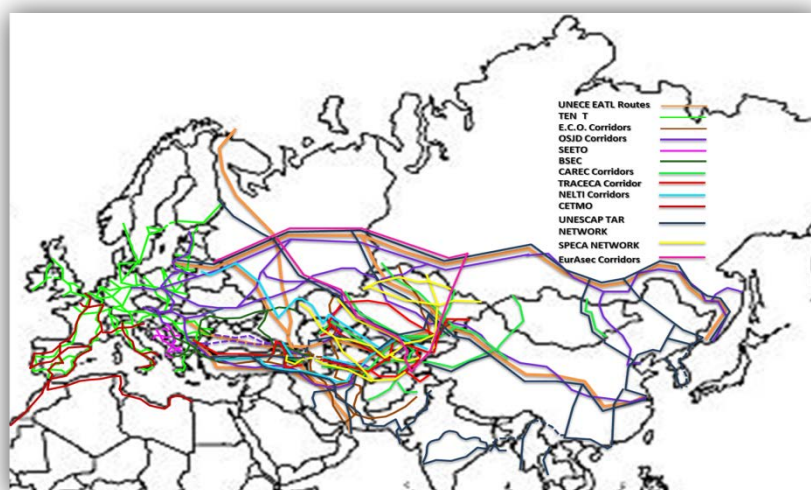 UNECE EATL Routes
TEN T
E.C.O. Corridors
OSJD Corridors
SEETO
BSEC
CAREC Corridors
TRACECA Corridor
NELTI Corridors
CETMO
UNESCAP TAR
NETWORK
SPECA NETWORK
EurAsec Corridors